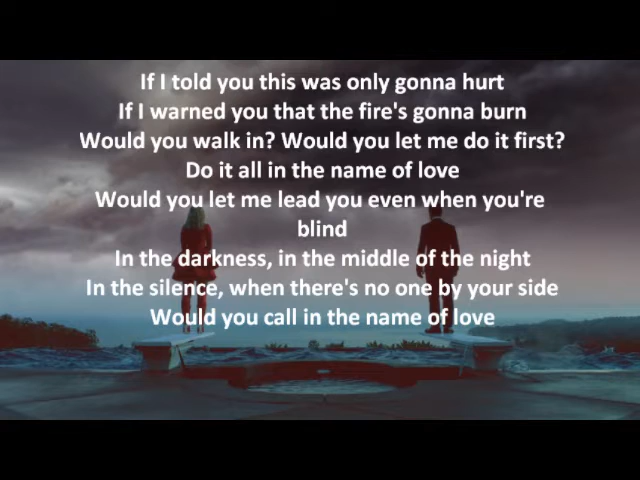 If I told you this was only gonna hurt
If I warned you that the fire's gonna burn
Would you walk in? Would you let me do it first?
Do it all in the name of love
Would you let me lead you even when you're
blind
In the darkness, in the middle of the night
In the silence, when there's no one by your side
Would you call in the name of love